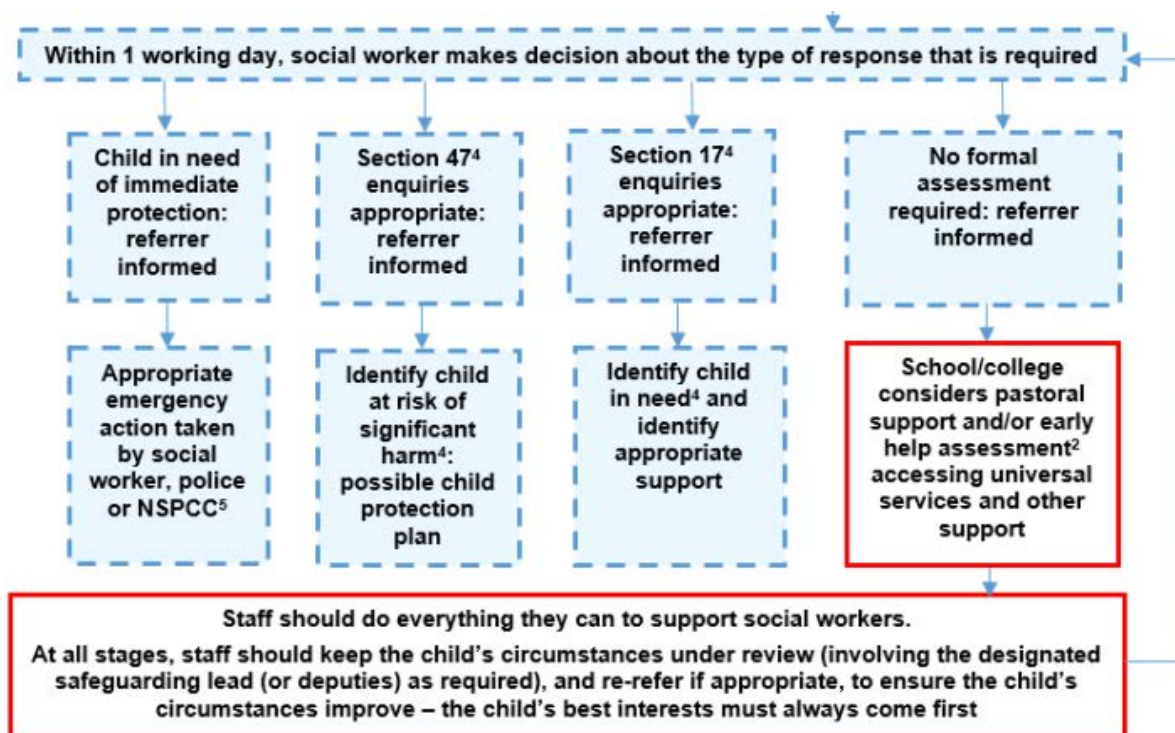 Within 1 working day, social worker makes decision about the type of response that is required
Child in need
of immediate
protection:
referrer
informed
Section 47⁴
enquiries
appropriate:
referrer
informed
Section 17⁴
enquiries
appropriate:
referrer
informed
No formal
assessment
required: referrer
informed
Appropriate
emergency
action taken
by social
worker, police
or NSPCC⁵
Identify child
at risk of
significant
harm⁴:
possible child
protection
plan
Identify child
in need⁴ and
identify
appropriate
support
School/college
considers pastoral
support and/or early
help assessment²
accessing universal
services and other
support
Staff should do everything they can to support social workers.
At all stages, staff should keep the child’s circumstances under review (involving the designated
safeguarding lead (or deputies) as required), and re-refer if appropriate, to ensure the child’s
circumstances improve – the child’s best interests must always come first